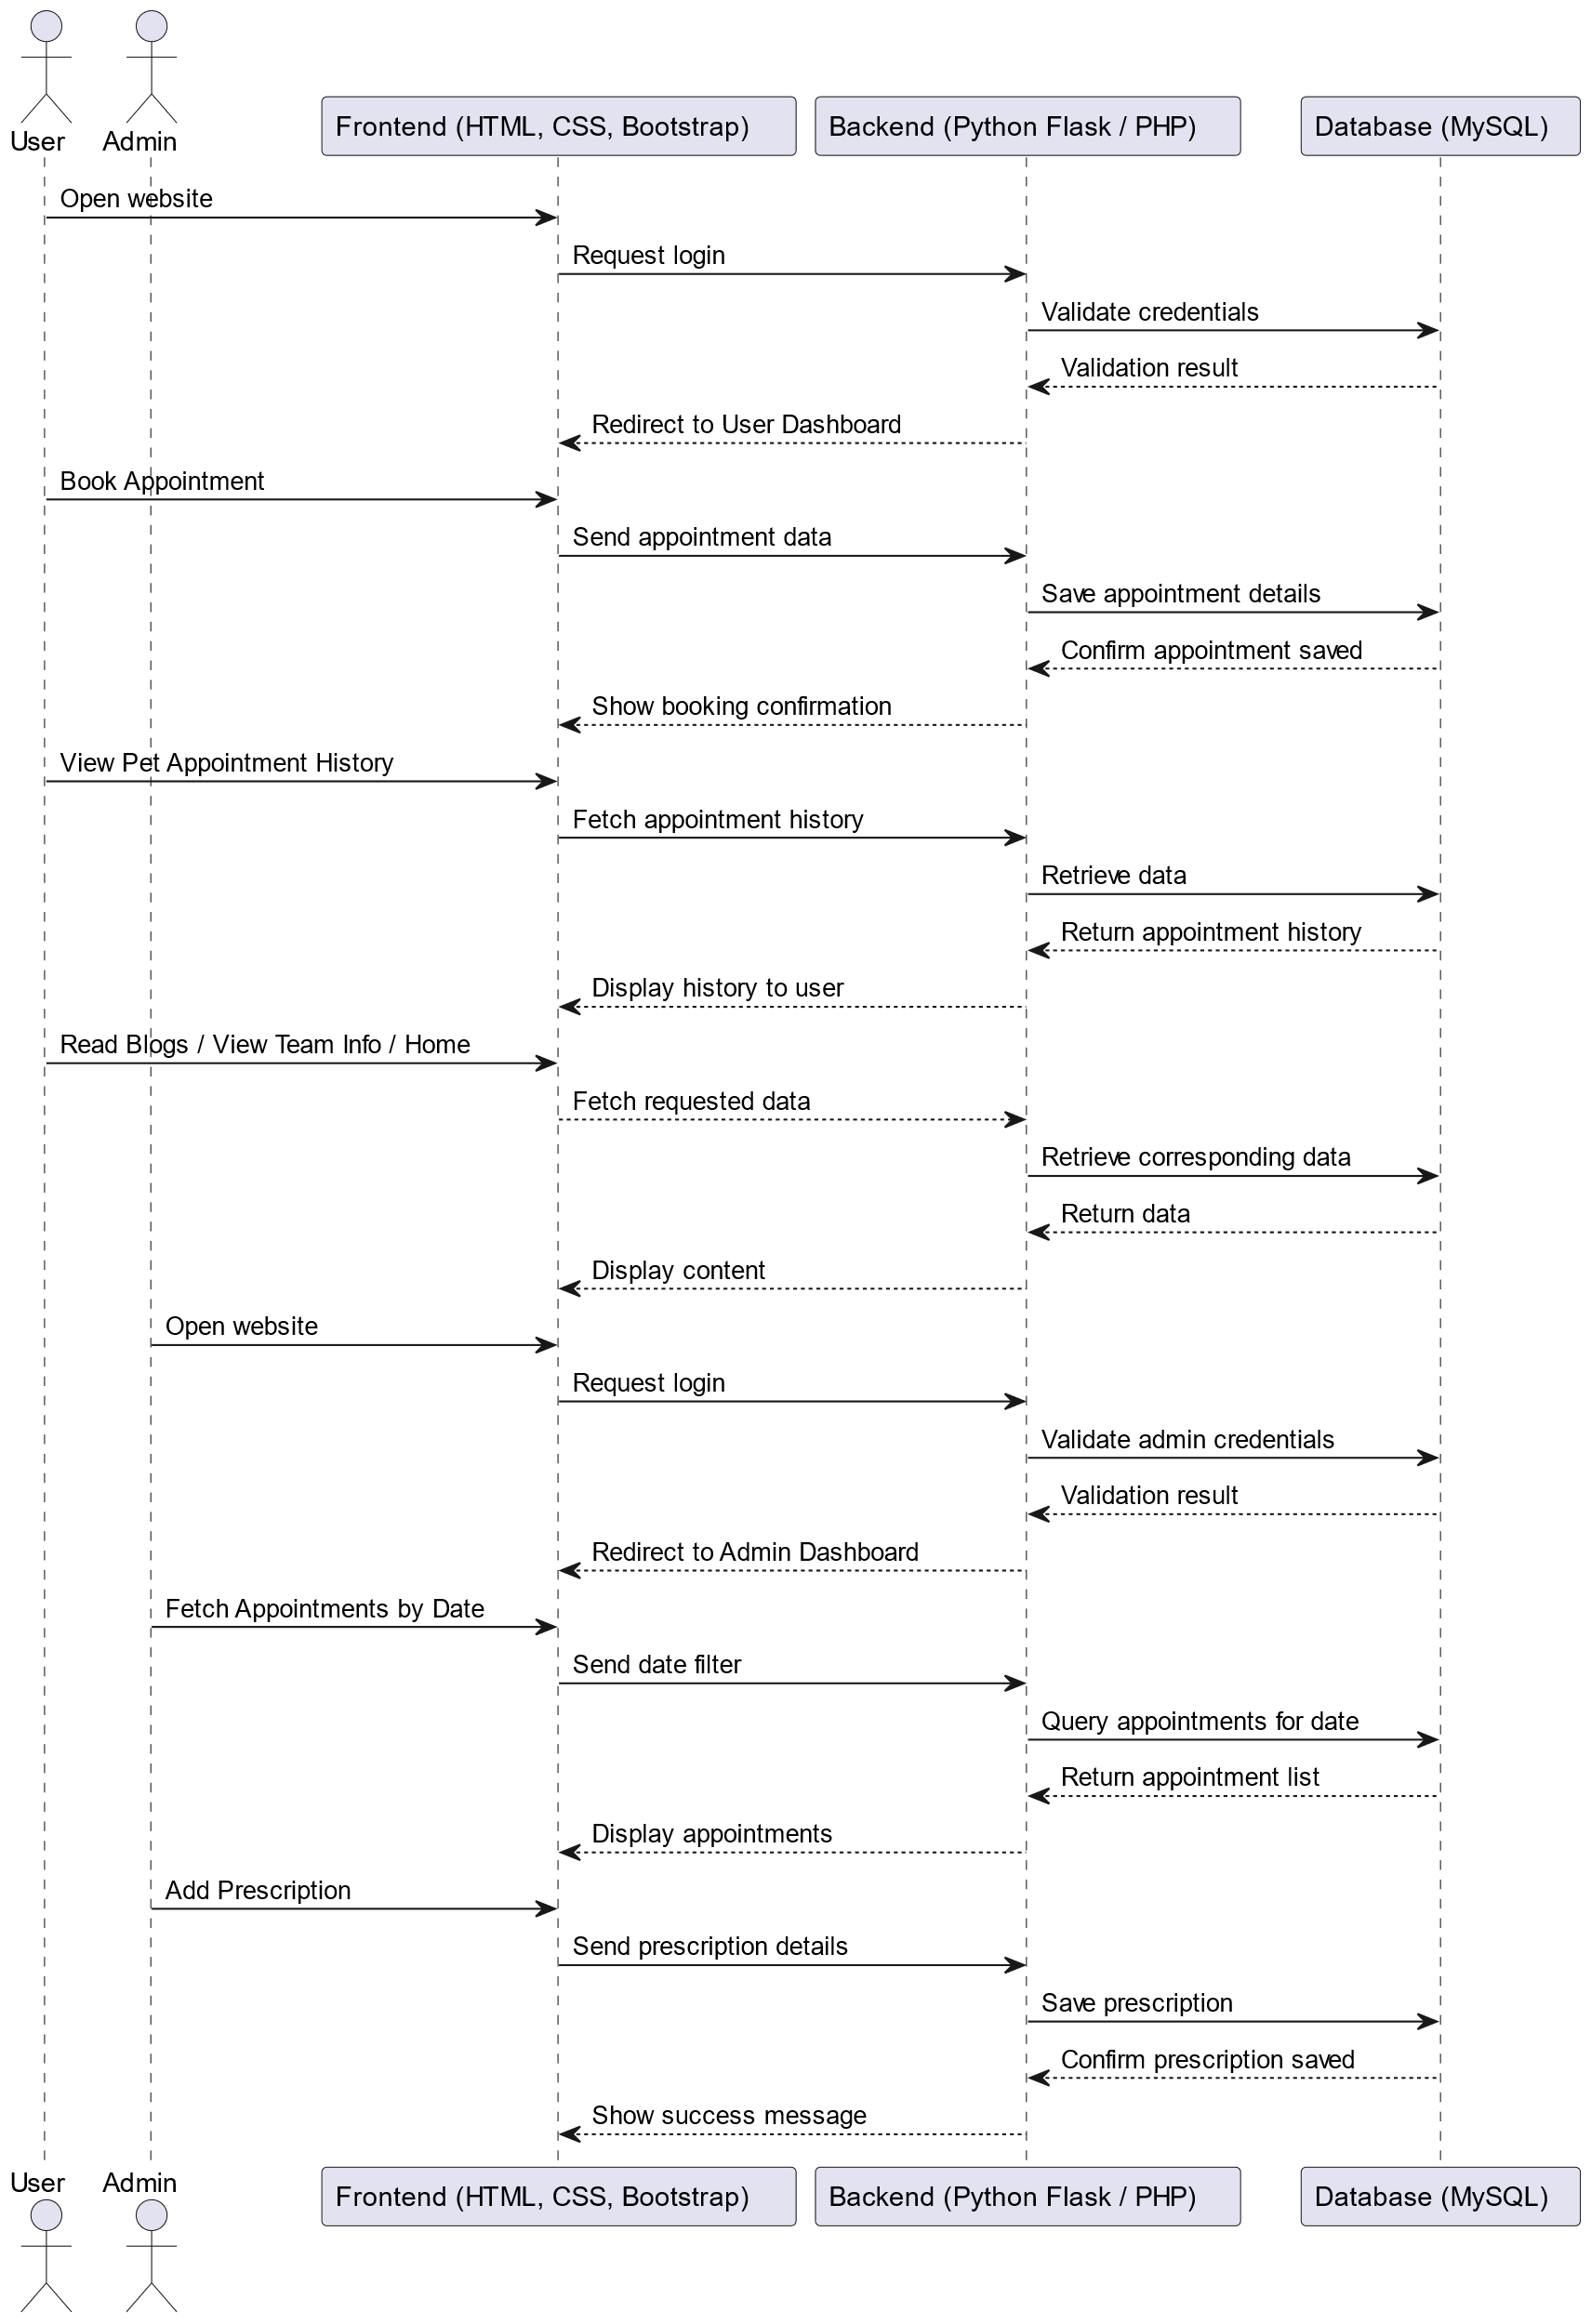 User
Admin
Frontend (HTML, CSS, Bootstrap)
Backend (Python Flask / PHP)
Database (MySQL)
Open website
Request login
Validate credentials
Validation result
Redirect to User Dashboard
Book Appointment
Send appointment data
Save appointment details
Confirm appointment saved
Show booking confirmation
View Pet Appointment History
Fetch appointment history
Retrieve data
Return appointment history
Display history to user
Read Blogs / View Team Info / Home
Fetch requested data
Retrieve corresponding data
Return data
Display content
Open website
Request login
Validate admin credentials
Validation result
Redirect to Admin Dashboard
Fetch Appointments by Date
Send date filter
Query appointments for date
Return appointment list
Display appointments
Add Prescription
Send prescription details
Save prescription
Confirm prescription saved
Show success message
User
Admin
Frontend (HTML, CSS, Bootstrap)
Backend (Python Flask / PHP)
Database (MySQL)